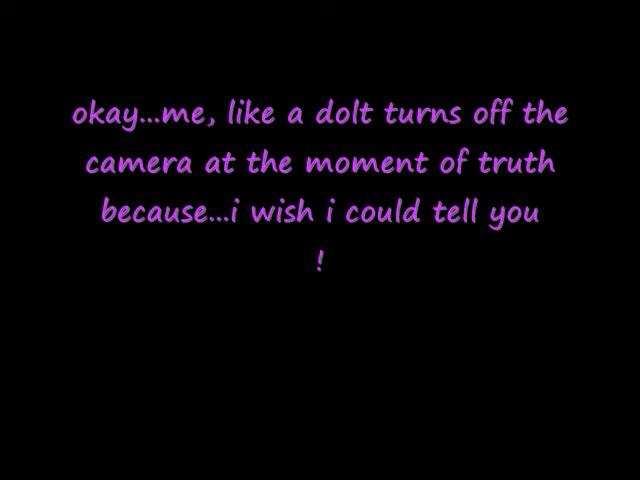 okay...me, like a dolt turns off the
camera at the moment of truth
because...i wish i could tell you
!